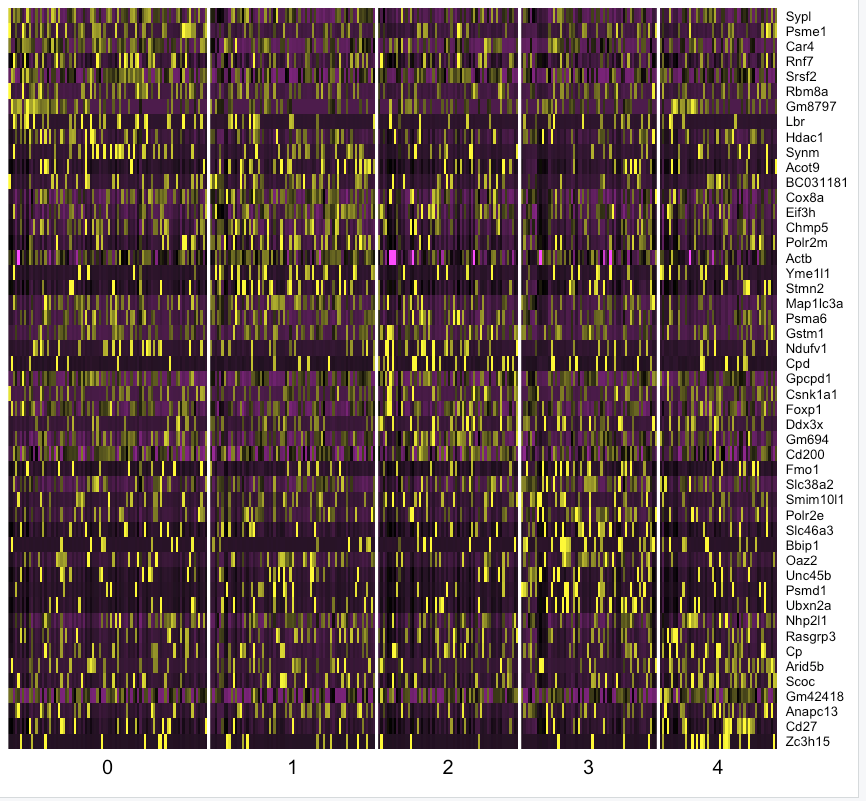 Sypl
Psme1
Car4
Rnf7
Srsf2
Rbm8a
Gm8797
Lbr
Hdac1
Synm
Acot9
BC031181
Cox8a
Eif3h
Chmp5
Polr2m
Actb
Yme1l1
Stmn2
Map1lc3a
Psma6
Gstm1
Ndufv1
Cpd
Gpcpd1
Csnk1a1
Foxp1
Ddx3x
Gm694
Cd200
Fmo1
Slc38a2
Smim10l1
Polr2e
Slc46a3
Bbip1
Oaz2
Unc45b
Psmd1
Ubxn2a
Nhp2l1
Rasgrp3
Cp
Arid5b
Scoc
Gm42418
Anapc13
Cd27
Zc3h15
0 1 2 3 4